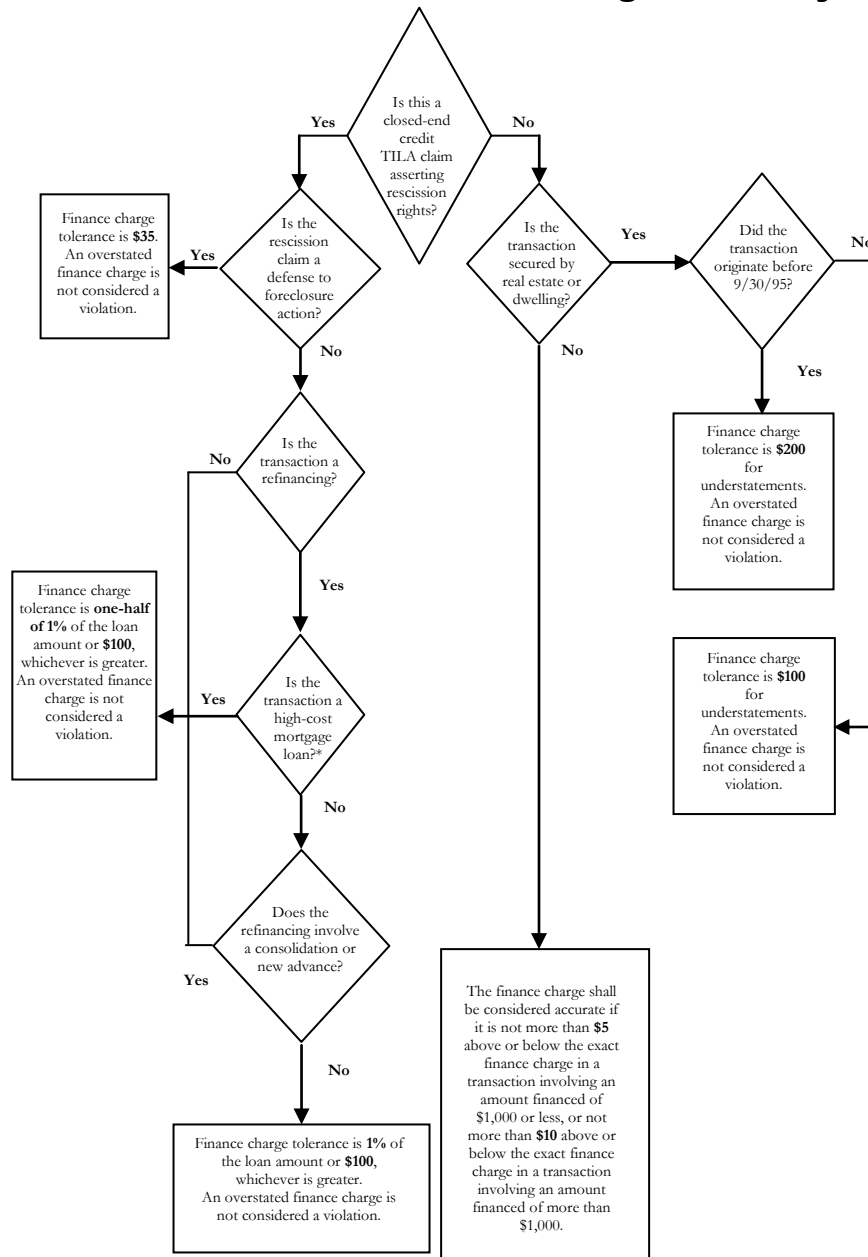 Is this a
closed-end
credit
TILA claim
asserting
rescission
rights?
Yes
No
Is the
rescission
claim a
defense to
foreclosure
action?
Yes
No
Finance charge
tolerance is $35.
An overstated
finance charge is
not considered a
violation.
Is the
transaction
secured by
real estate or
dwelling?
Yes
No
Did the
transaction
originate before
9/30/95?
No
Yes
Finance charge
tolerance is $200
for
understatements.
An overstated
finance charge is
not considered a
violation.
Is the
transaction a
refinancing?
No
Yes
Finance charge
tolerance is one-half
of 1% of the loan
amount or $100,
whichever is greater.
An overstated finance
charge is not
considered a
violation.
Is the
transaction a
high-cost
mortgage
loan?*
Yes
No
Finance charge
tolerance is $100
for
understatements.
An overstated
finance charge is
not considered a
violation.
Does the
refinancing involve
a consolidation or
new advance?
Yes
No
Finance charge tolerance is 1% of
the loan amount or $100,
whichever is greater.
An overstated finance charge is
not considered a violation.
The finance charge shall
be considered accurate if
it is not more than $5
above or below the exact
finance charge in a
transaction involving an
amount financed of
$1,000 or less, or not
more than $10 above or
below the exact finance
charge in a transaction
involving an amount
financed of more than
$1,000.